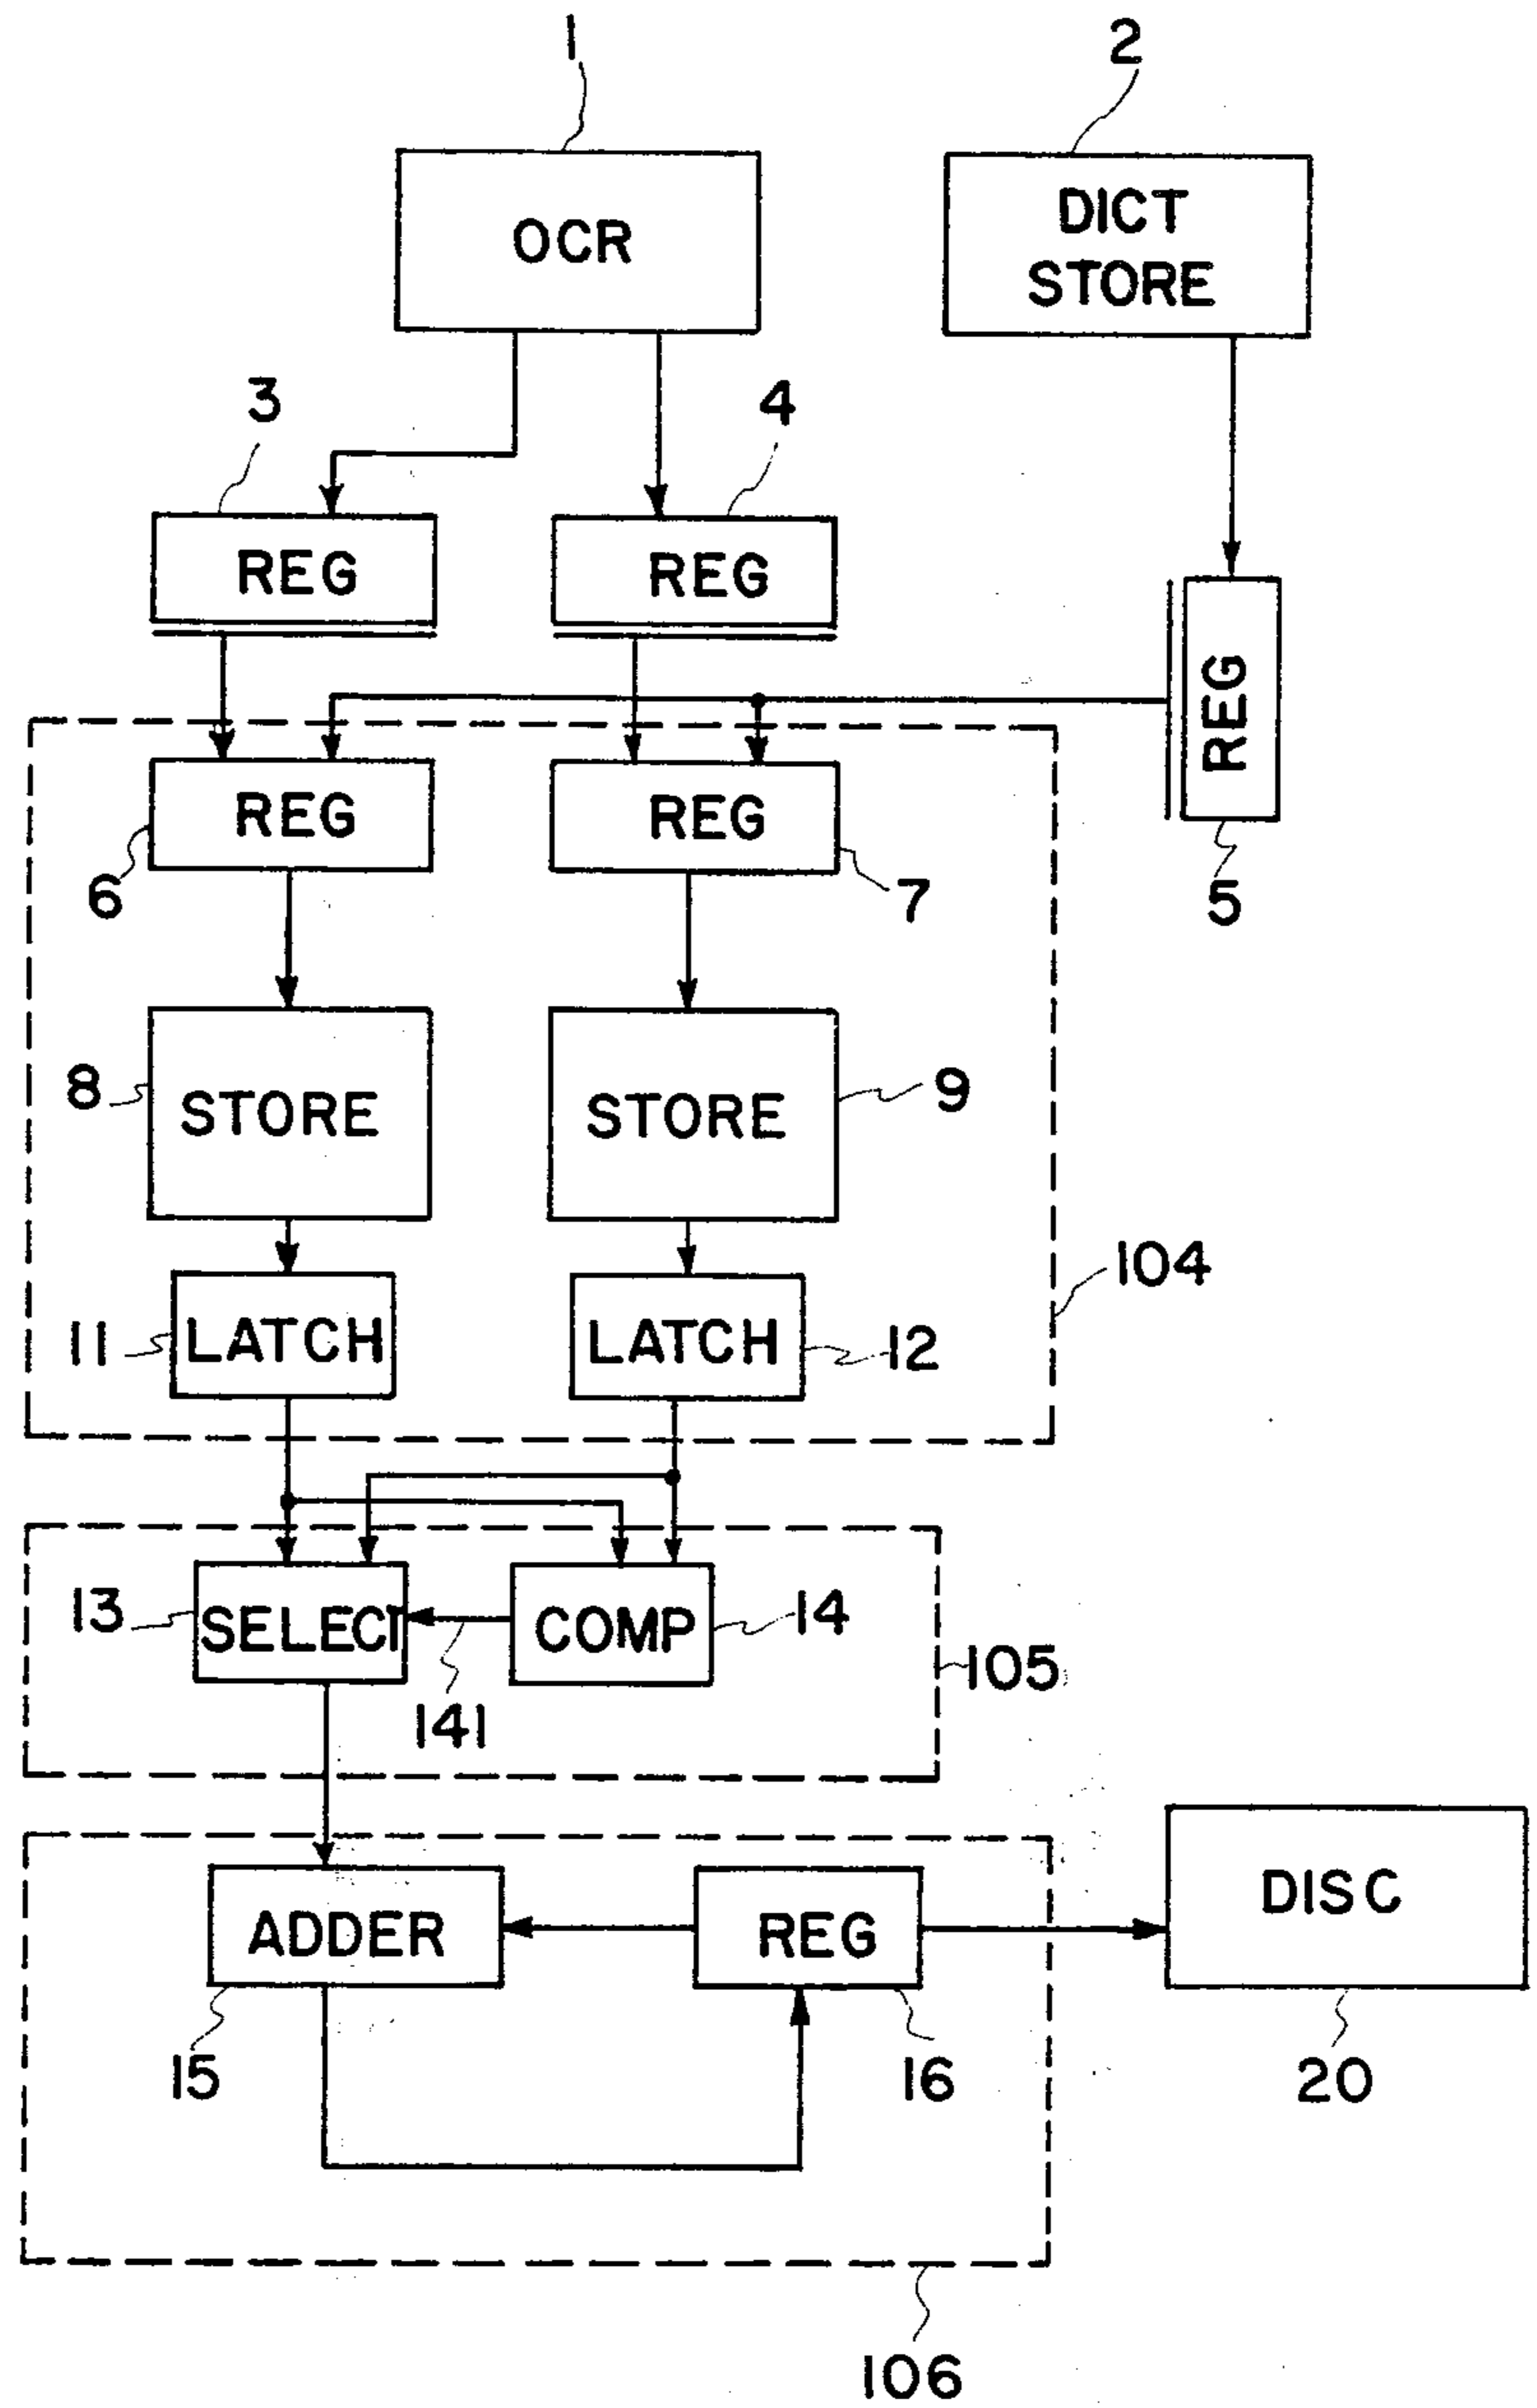 1
2
OCR
DICT
STORE
3
4
REG
REG
REG
5
REG
REG
6
7
STORE
STORE
8
9
LATCH
LATCH
11
12
104
13
SELECT
COMP
14
141
105
ADDER
REG
DISC
15
16
20
106